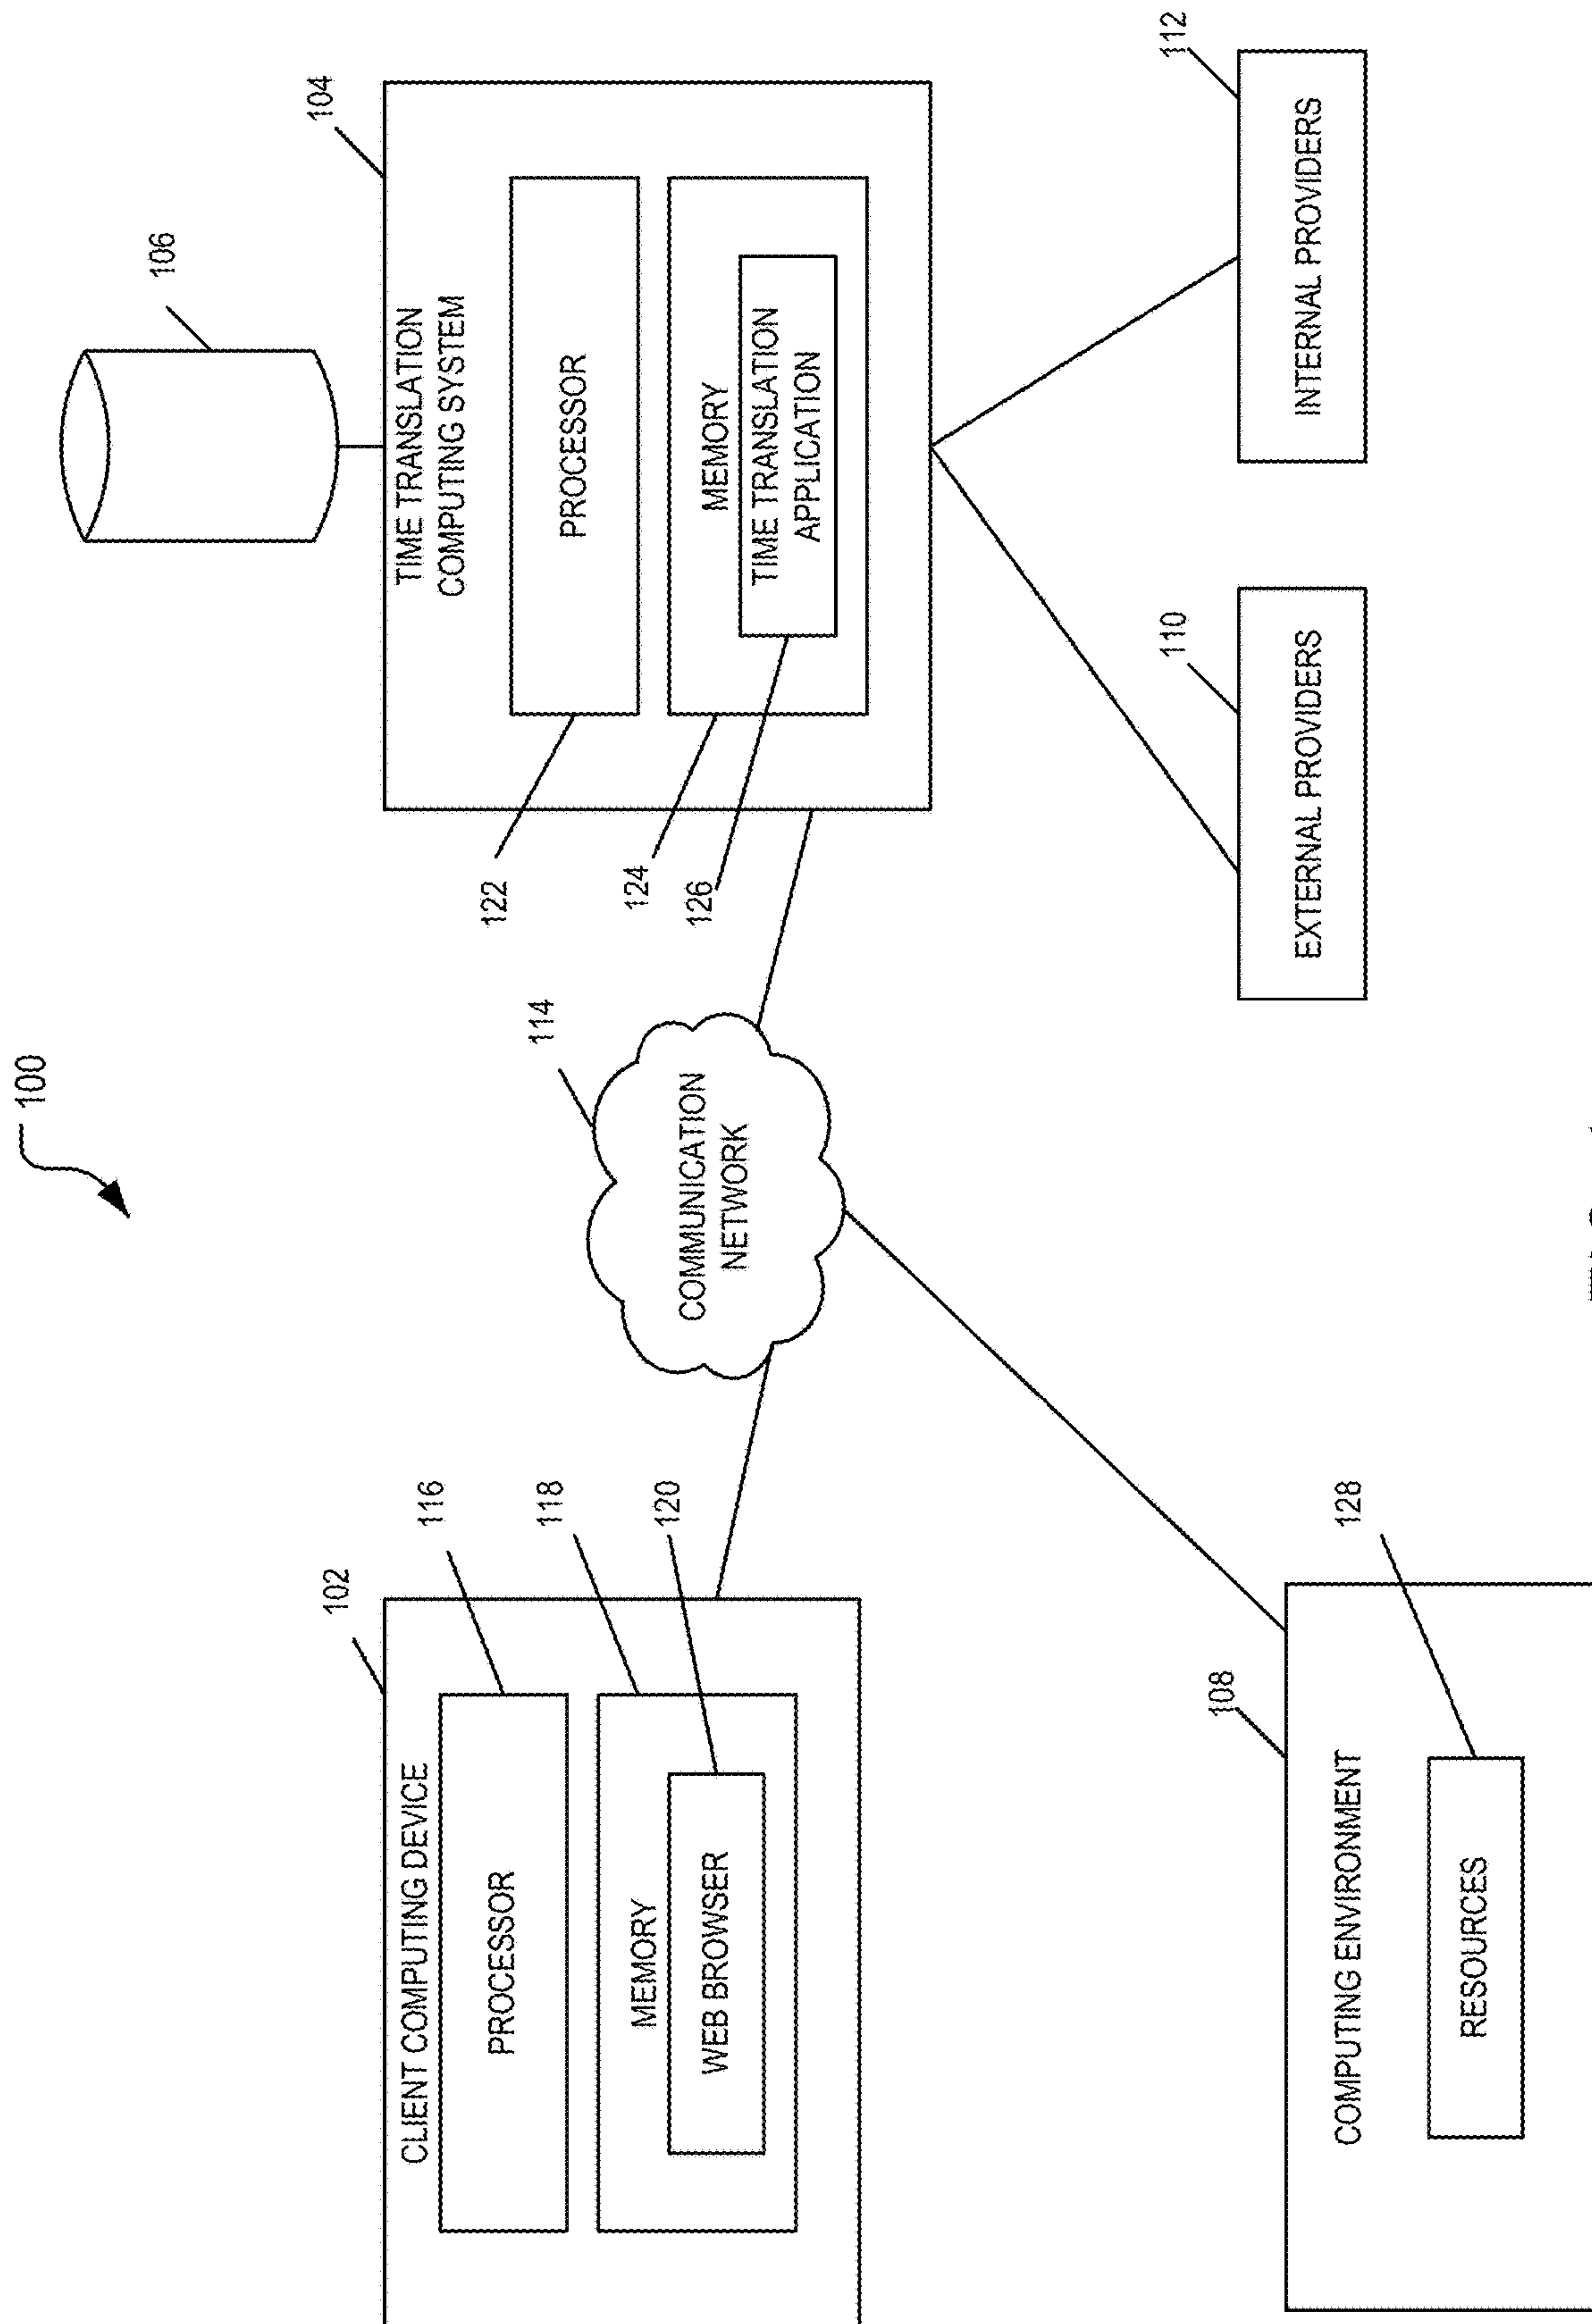 100
102
CLIENT COMPUTING DEVICE
116
PROCESSOR
118
MEMORY
120
WEB BROWSER
114
COMMUNICATION
NETWORK
106
104
TIME TRANSLATION
COMPUTING SYSTEM
122
PROCESSOR
124
MEMORY
126
TIME TRANSLATION
APPLICATION
108
COMPUTING ENVIRONMENT
128
RESOURCES
110
EXTERNAL PROVIDERS
112
INTERNAL PROVIDERS